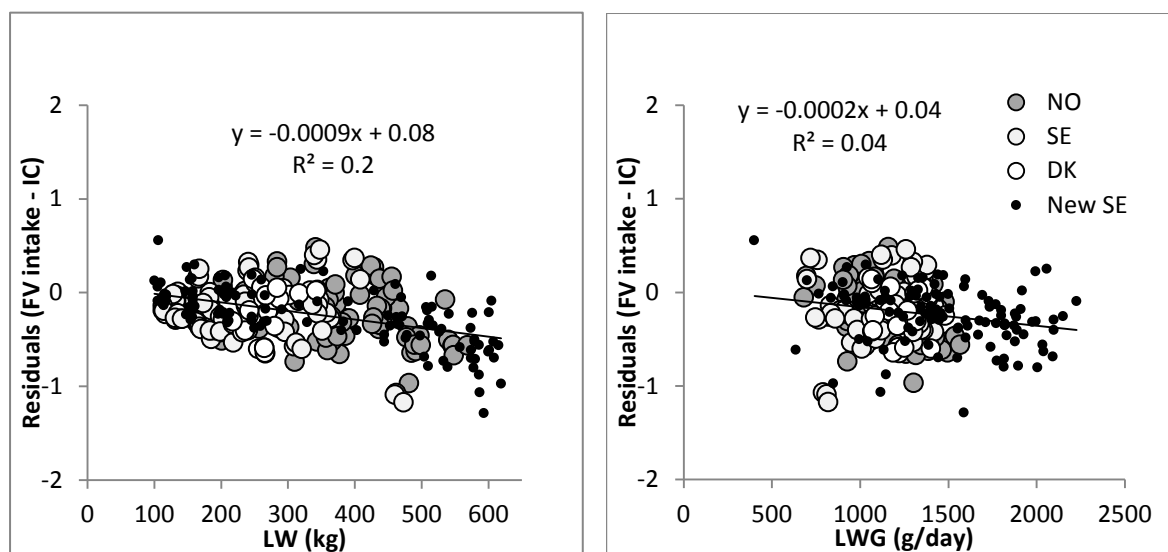 y = -0.0009x + 0.08
R² = 0.2
Residuals (FV intake - IC)
2
1
0
-1
-2
0 100 200 300 400 500 600
LW (kg)
y = -0.0002x + 0.04
R² = 0.04
NO
SE
DK
New SE
Residuals (FV intake - IC)
2
1
0
-1
-2
0 500 1000 1500 2000 2500
LWG (g/day)